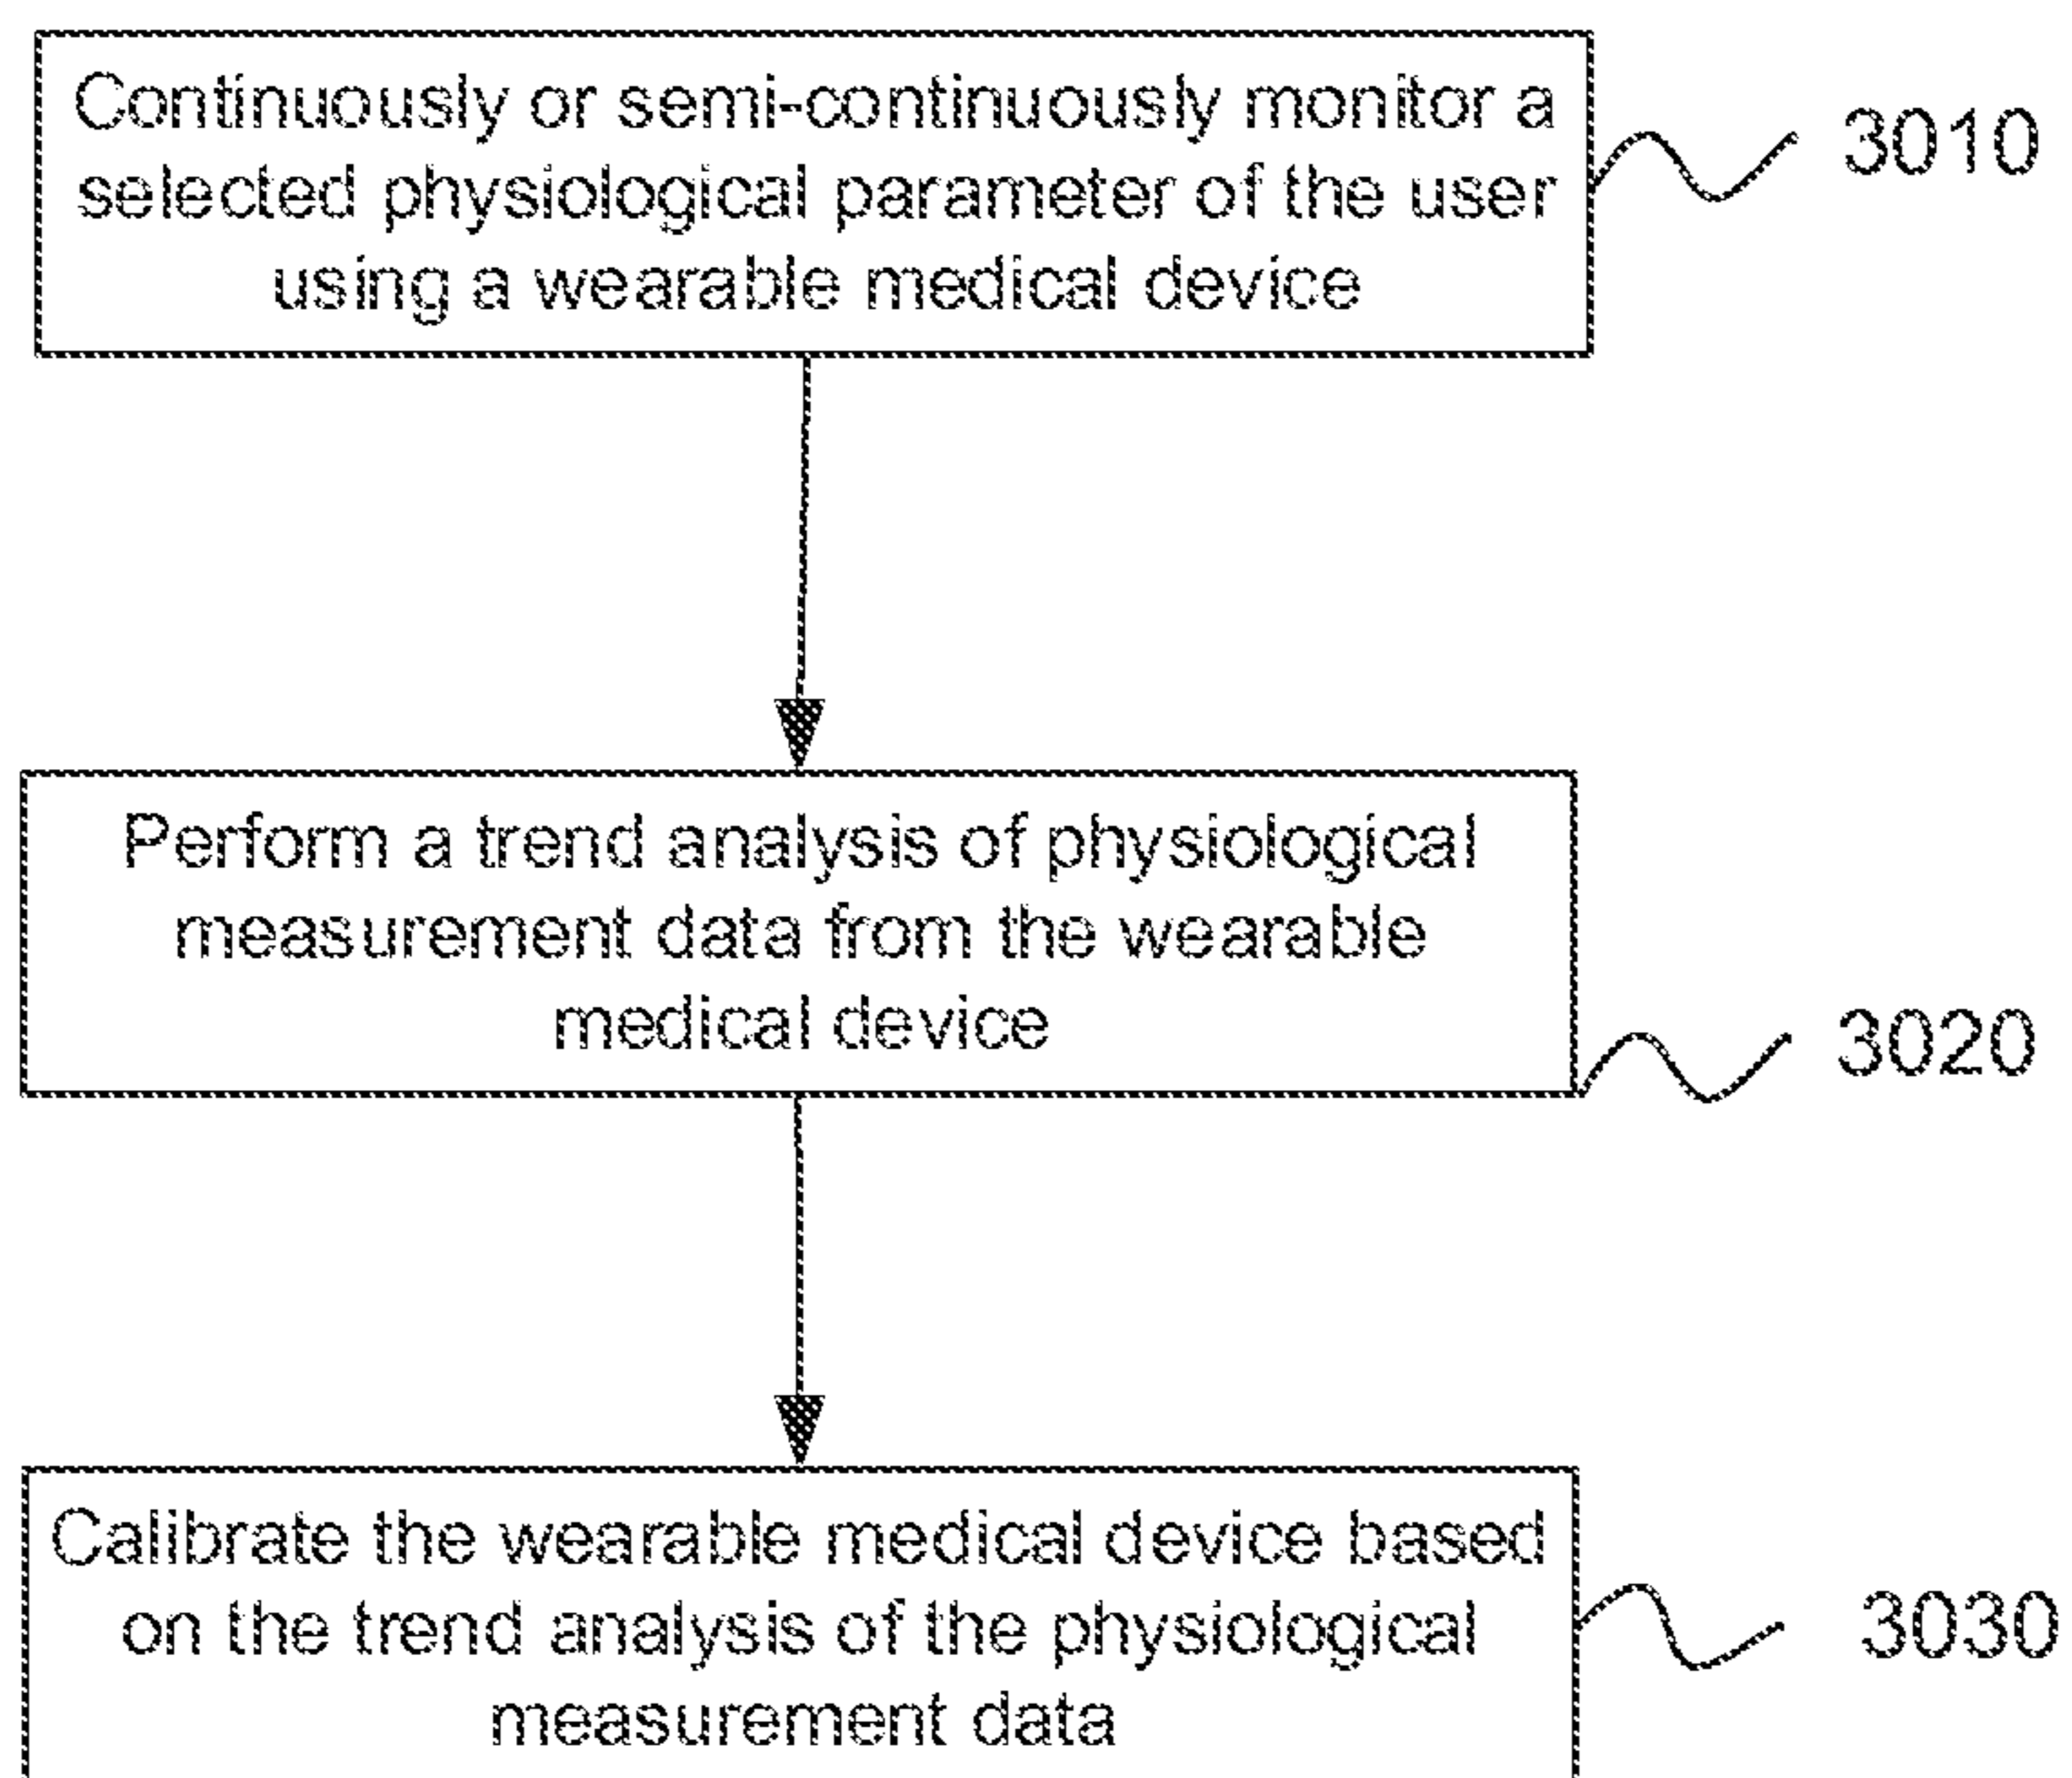 Continuously or semi-continuously monitor a
selected physiological parameter of the user
using a wearable medical device
3010
Perform a trend analysis of physiological
measurement data from the wearable
medical device
3020
Calibrate the wearable medical device based
on the trend analysis of the physiological
measurement data
3030